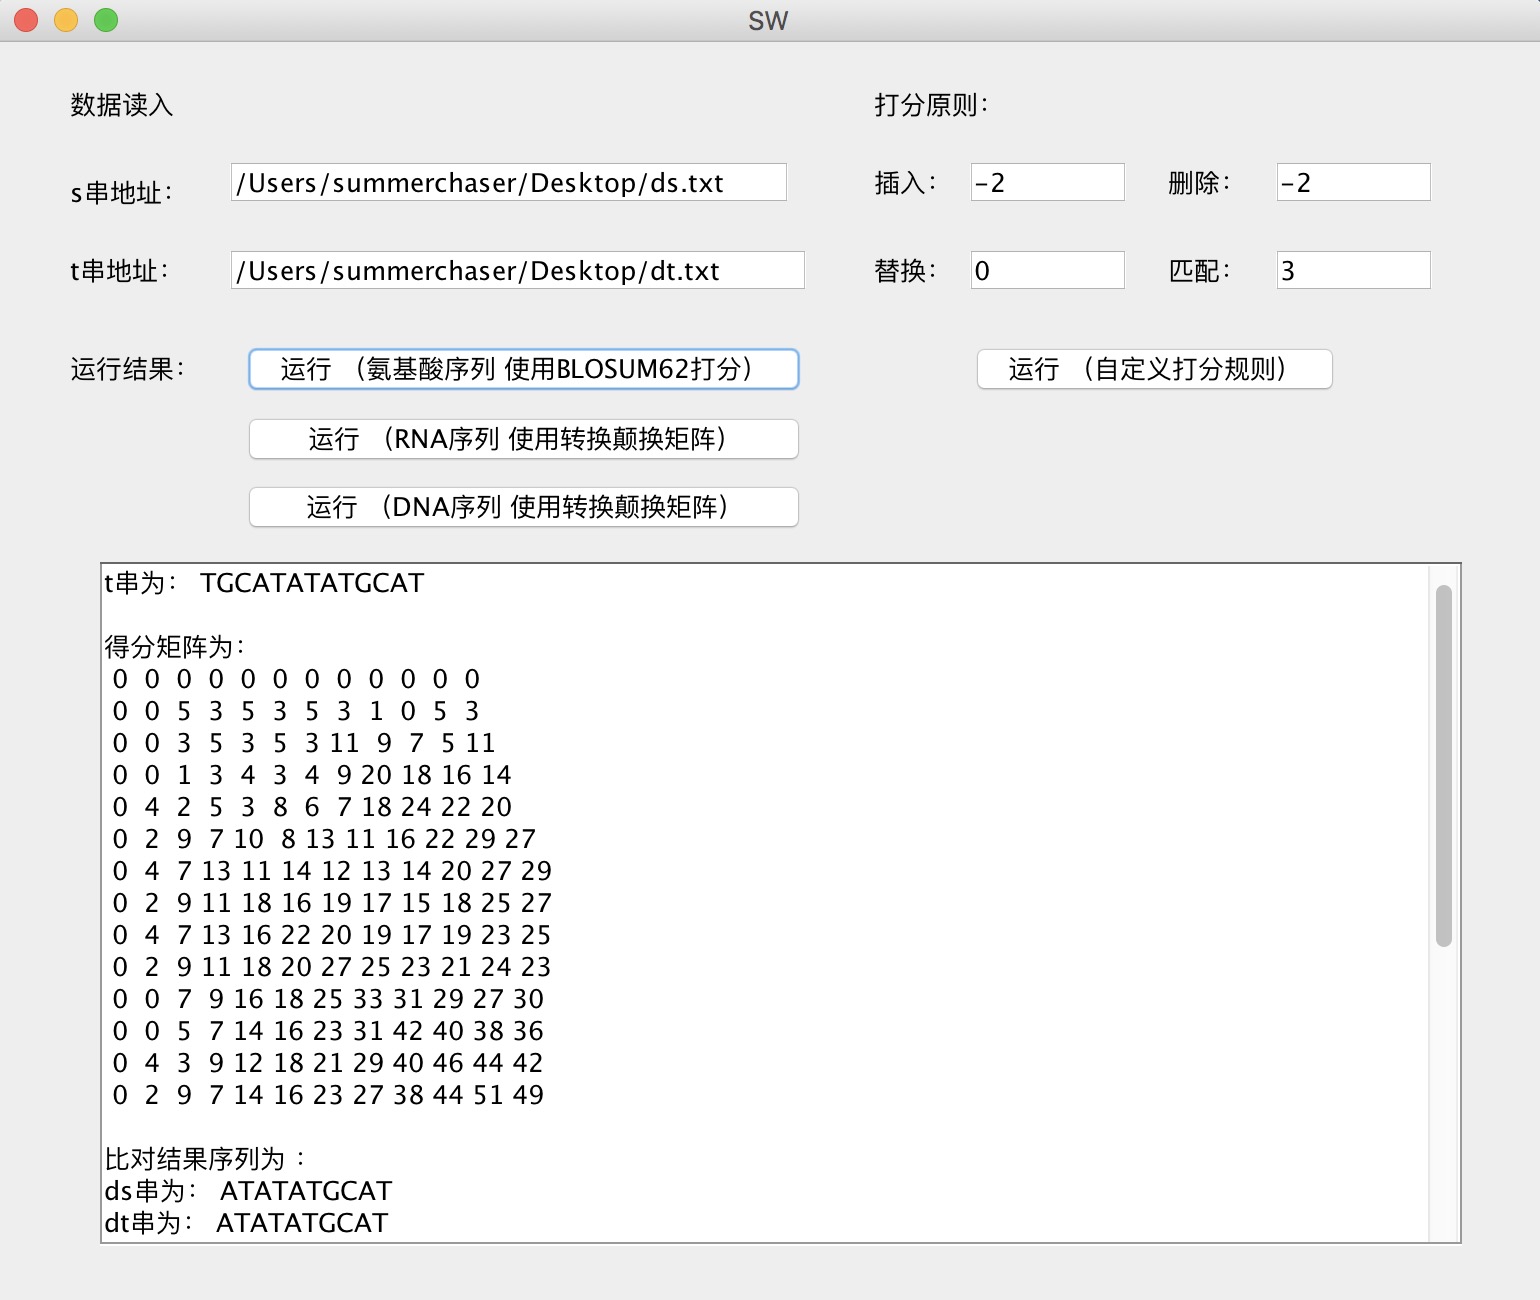 SW
数据读入
打分原则：
s串地址： /Users/summerchaser/Desktop/ds.txt 插入： -2 删除： -2
t串地址： /Users/summerchaser/Desktop/dt.txt 替换： 0 匹配： 3
运行结果： 运行 （氨基酸序列 使用BLOSUM62打分） 运行 （自定义打分规则）
运行 （RNA序列 使用转换颠换矩阵）
运行 （DNA序列 使用转换颠换矩阵）
t串为： TGCATATATGCAT
得分矩阵为：
0 0 0 0 0 0 0 0 0 0 0 0
0 0 5 3 5 3 5 3 1 0 5 3
0 0 3 5 3 5 3 11 9 7 5 11
0 0 1 3 4 3 4 9 20 18 16 14
0 4 2 5 3 8 6 7 18 24 22 20
0 2 9 7 10 8 13 11 16 22 29 27
0 4 7 13 11 14 12 13 14 20 27 29
0 2 9 11 18 16 19 17 15 18 25 27
0 4 7 13 16 22 20 19 17 19 23 25
0 2 9 11 18 20 27 25 23 21 24 23
0 0 7 9 16 18 25 33 31 29 27 30
0 0 5 7 14 16 23 31 42 40 38 36
0 4 3 9 12 18 21 29 40 46 44 42
0 2 9 7 14 16 23 27 38 44 51 49
比对结果序列为 ：
ds串为： ATATATGCAT
dt串为： ATATATGCAT